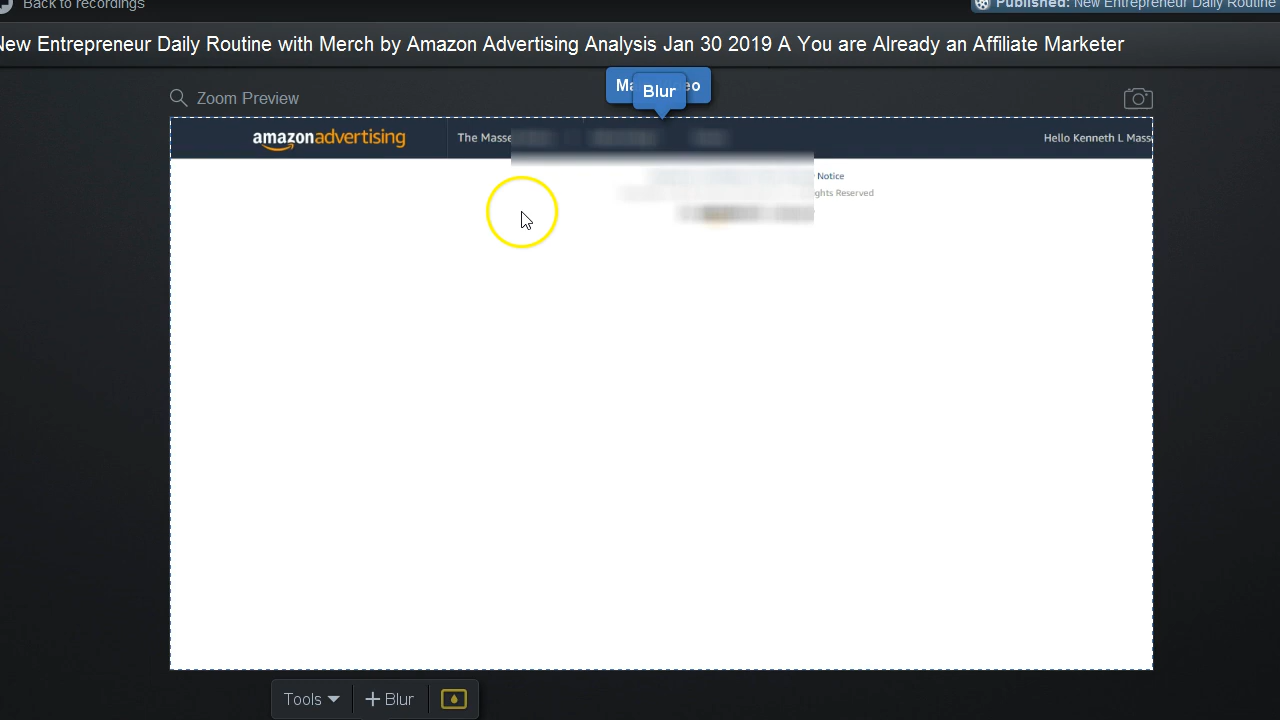 Back to recordings
Published: New Entrepreneur Daily Routine
New Entrepreneur Daily Routine with Merch by Amazon Advertising Analysis Jan 30 2019 A You are Already an Affiliate Marketer
Zoom Preview
Blur
amazonadvertising
The Masse
Hello Kenneth L Mass
Notice
ghts Reserved
Tools
+ Blur